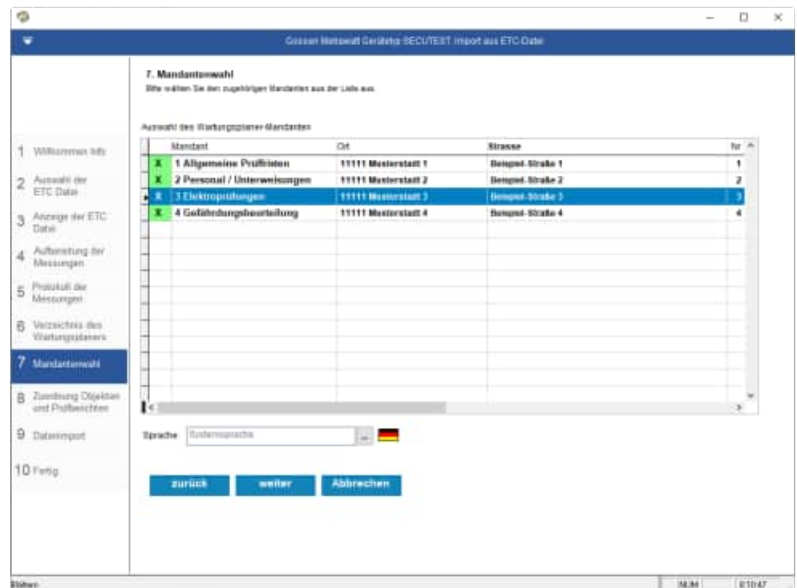 Gossen Metrawatt Gerätetyp SECUTEST Import aus ETC-Datei
7. Mandantenwahl
Bitte wählen Sie den zugehörigen Mandanten aus der Liste aus.
Auswahl des Wartungsplaner-Mandanten
Mandant Ort Strasse Nr
X 1 Allgemeine Prüffristen 11111 Musterstadt 1 Beispiel-Straße 1 1
X 2 Personal / Unterweisungen 11111 Musterstadt 2 Beispiel-Straße 2 2
X 3 Elektroprüfungen 11111 Musterstadt 3 Beispiel-Straße 3 3
X 4 Gefährdungsbeurteilung 11111 Musterstadt 4 Beispiel-Straße 4 4
1 Willkommen Info
2 Auswahl der
ETC Datei
3 Anzeige der ETC
Datei
4 Aufbereitung der
Messungen
5 Protokoll der
Messungen
6 Verzeichnis des
Wartungsplaners
7 Mandantenwahl
8 Zuordnung Objekten
und Prüfberichten
9 Datenimport
10 Fertig
Sprache Systemsprache ...
zurück weiter Abbrechen
NUM